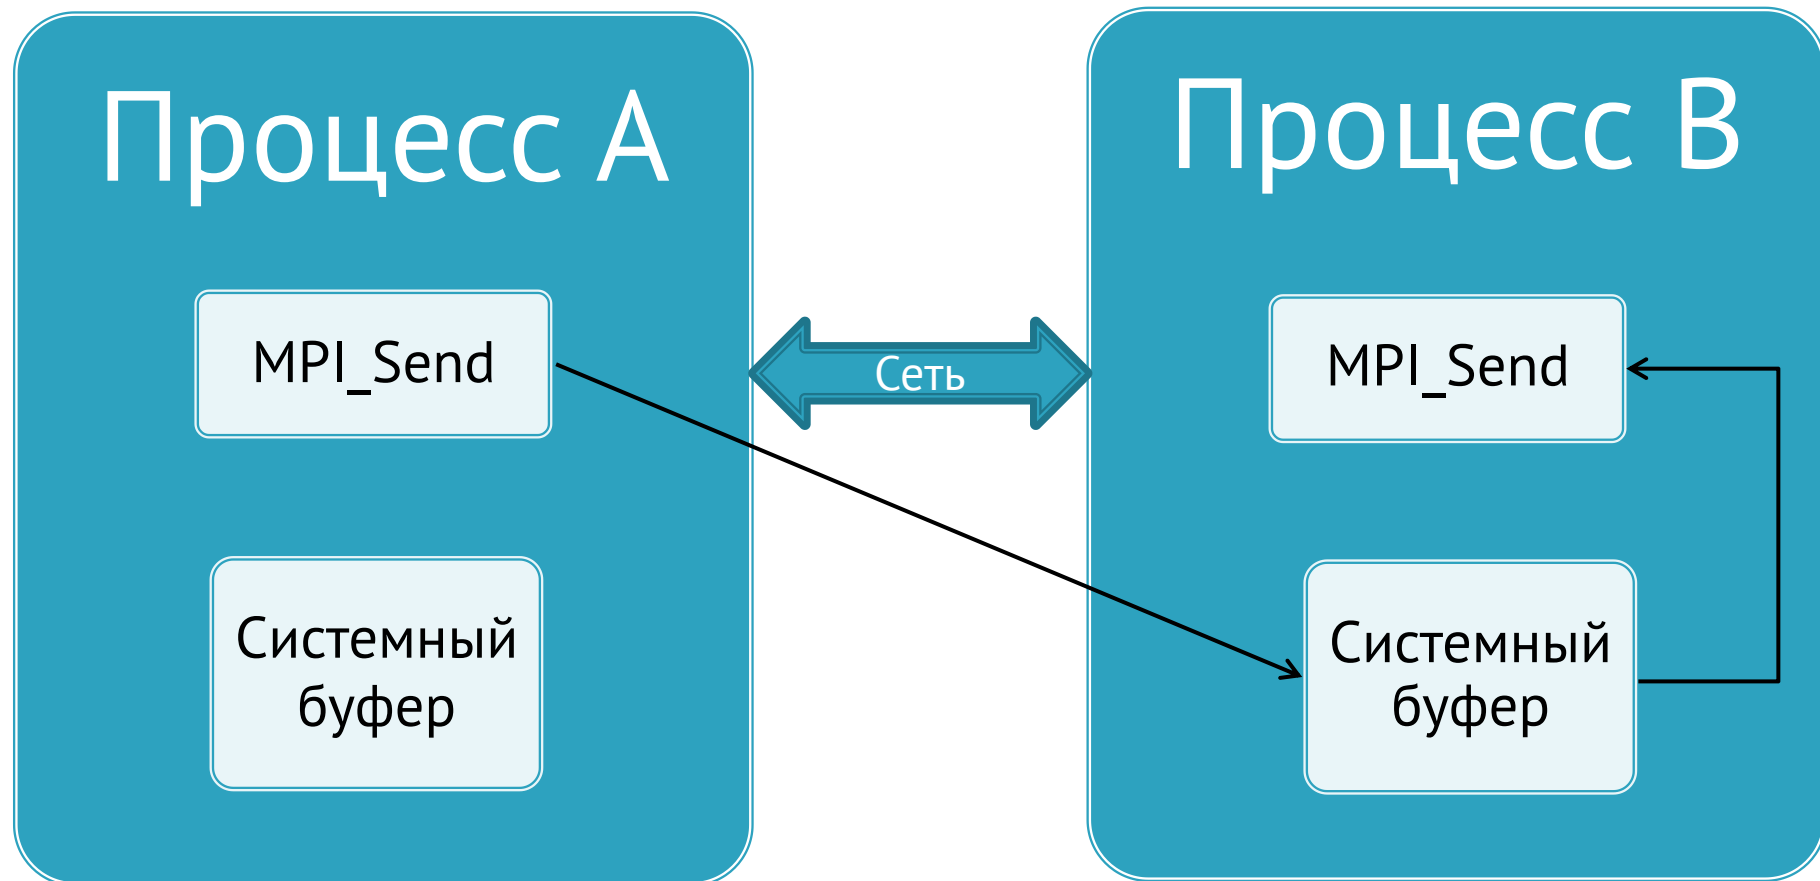 Процесс A
MPI_Send
Системный
буфер
Сеть
Процесс B
MPI_Send
Системный
буфер